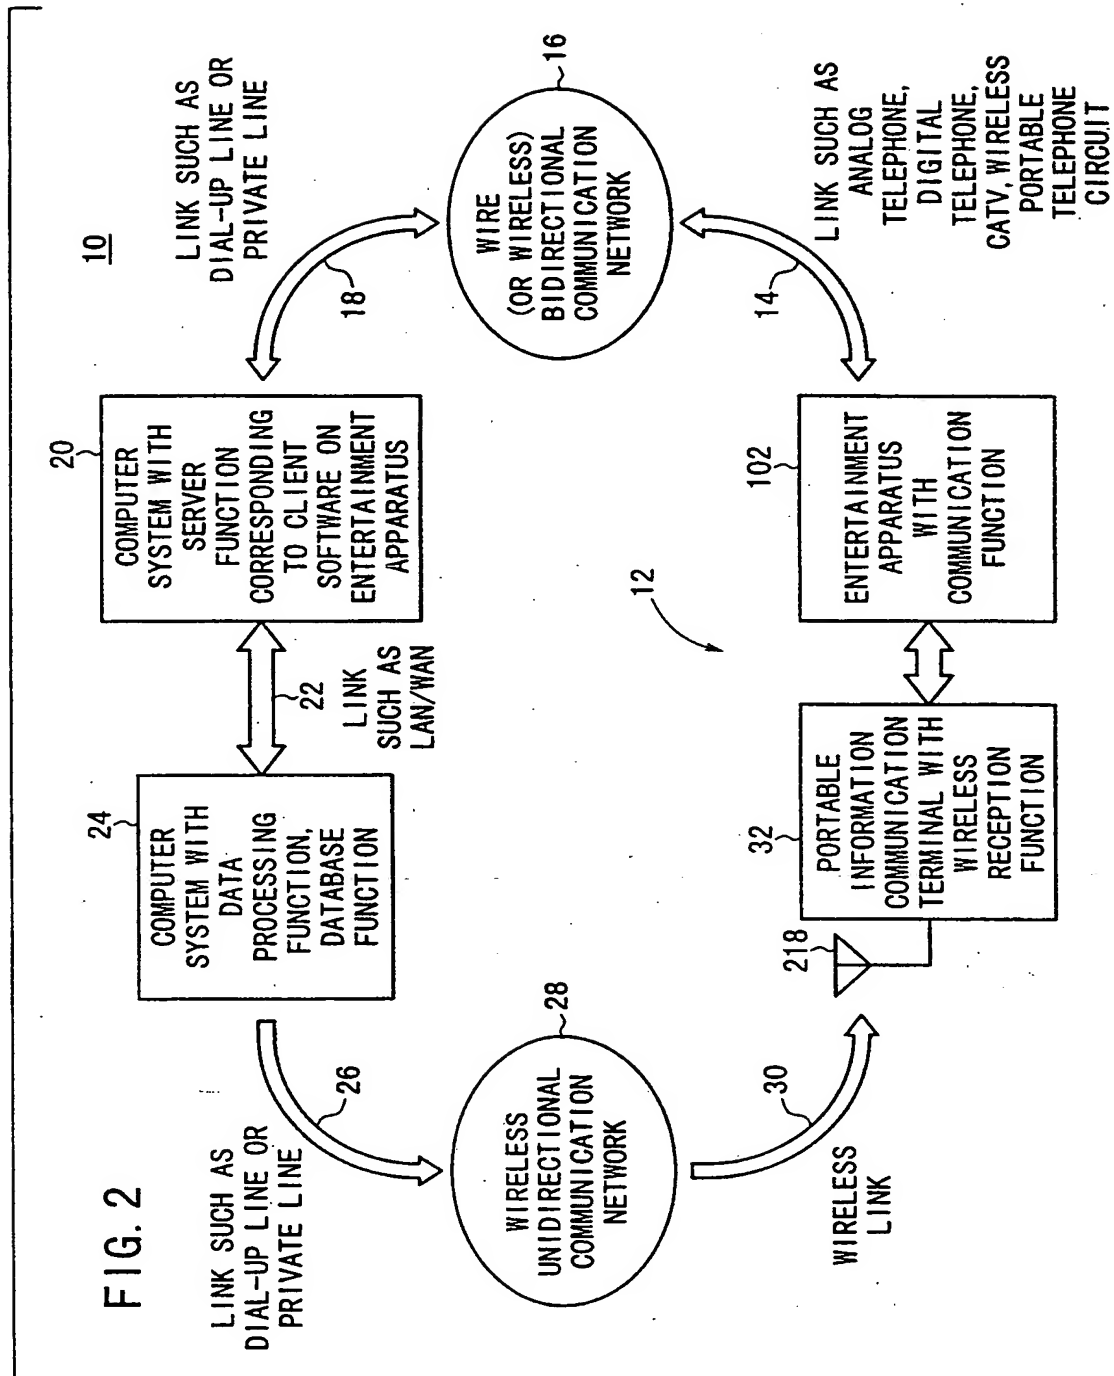 FIG. 2
10
LINK SUCH AS
DIAL-UP LINE OR
PRIVATE LINE
26
24
COMPUTER
SYSTEM WITH
DATA
PROCESSING
FUNCTION,
DATABASE
FUNCTION
22
LINK
SUCH AS
LAN/WAN
20
COMPUTER
SYSTEM WITH
SERVER
FUNCTION
CORRESPONDING
TO CLIENT
SOFTWARE ON
ENTERTAINMENT
APPARATUS
LINK SUCH AS
DIAL-UP LINE OR
PRIVATE LINE
18
28
WIRELESS
UNIDIRECTIONAL
COMMUNICATION
NETWORK
12
16
WIRE
(OR WIRELESS)
BIDIRECTIONAL
COMMUNICATION
NETWORK
WIRELESS
LINK
30
218
32
PORTABLE
INFORMATION
COMMUNICATION
TERMINAL WITH
WIRELESS
RECEPTION
FUNCTION
102
ENTERTAINMENT
APPARATUS
WITH
COMMUNICATION
FUNCTION
14
LINK SUCH AS
ANALOG
TELEPHONE,
DIGITAL
TELEPHONE,
CATV, WIRELESS
PORTABLE
TELEPHONE
CIRCUIT